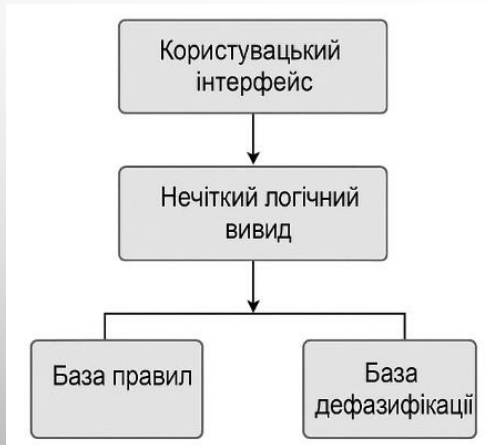 Користувацький
інтерфейс
Нечіткий логічний
вивид
База правил
База
дефазифікації